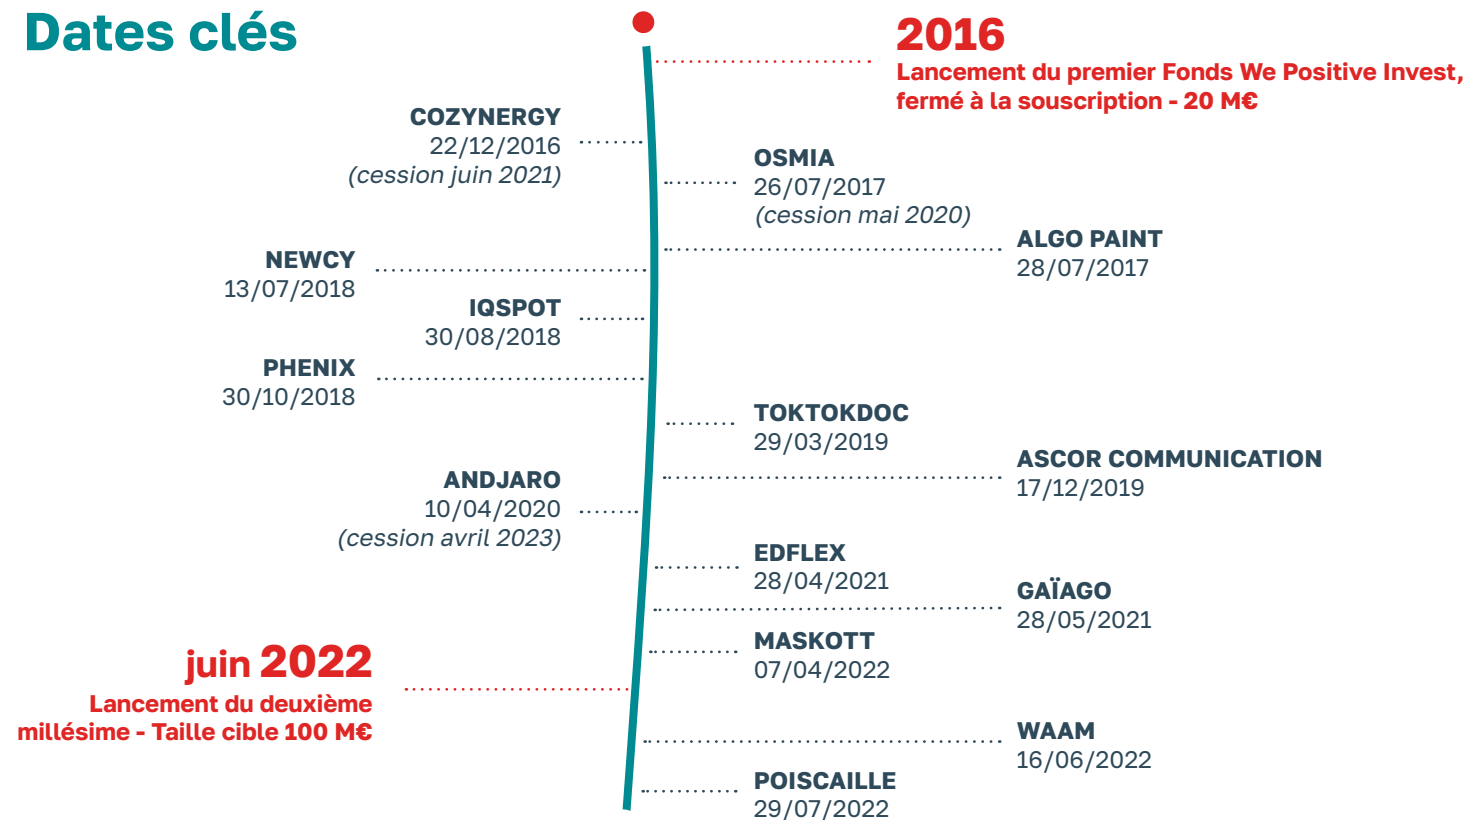 Dates clés
2016
Lancement du premier Fonds We Positive Invest,
fermé à la souscription - 20 M€
COZYNERGY
22/12/2016
(cession juin 2021)
OSMIA
26/07/2017
(cession mai 2020)
ALGO PAINT
28/07/2017
NEWCY
13/07/2018
IQSPOT
30/08/2018
PHENIX
30/10/2018
TOKTOKDOC
29/03/2019
ASCOR COMMUNICATION
17/12/2019
ANDJARO
10/04/2020
(cession avril 2023)
EDFLEX
28/04/2021
GAÏAGO
28/05/2021
MASKOTT
07/04/2022
juin 2022
Lancement du deuxième
millésime - Taille cible 100 M€
WAAM
16/06/2022
POISCAILLE
29/07/2022